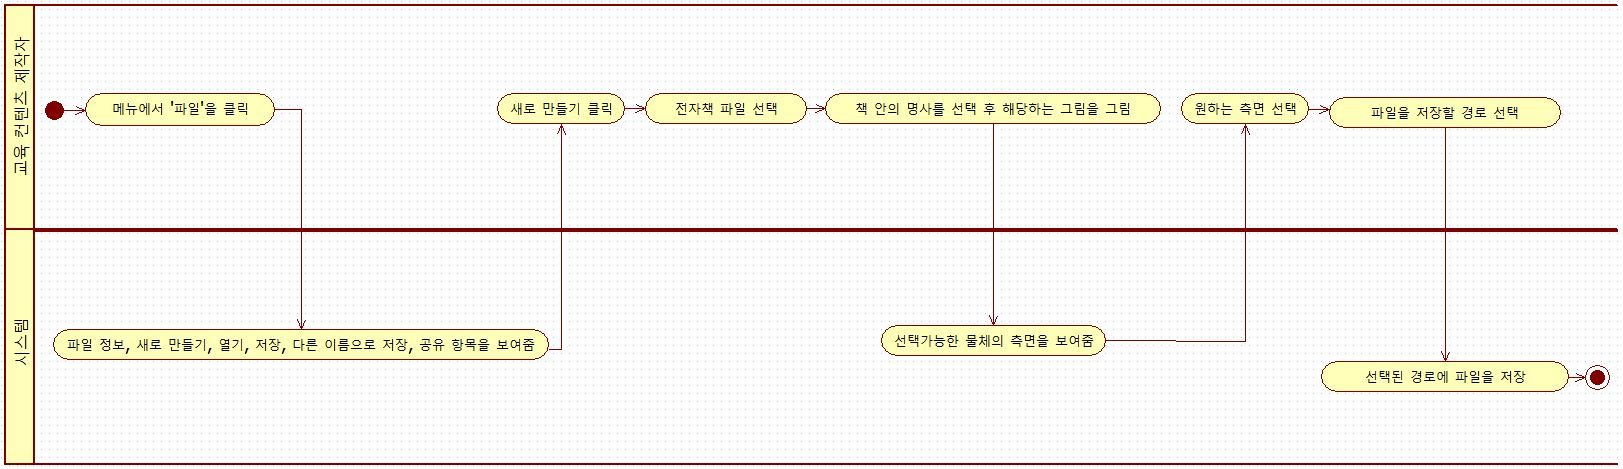 교육 컨텐츠 제작자
메뉴에서 '파일'을 클릭
새로 만들기 클릭
전자책 파일 선택
책 안의 명사를 선택 후 해당하는 그림을 그림
원하는 측면 선택
파일을 저장할 경로 선택
시스템
파일 정보, 새로 만들기, 열기, 저장, 다른 이름으로 저장, 공유 항목을 보여줌
선택가능한 물체의 측면을 보여줌
선택된 경로에 파일을 저장